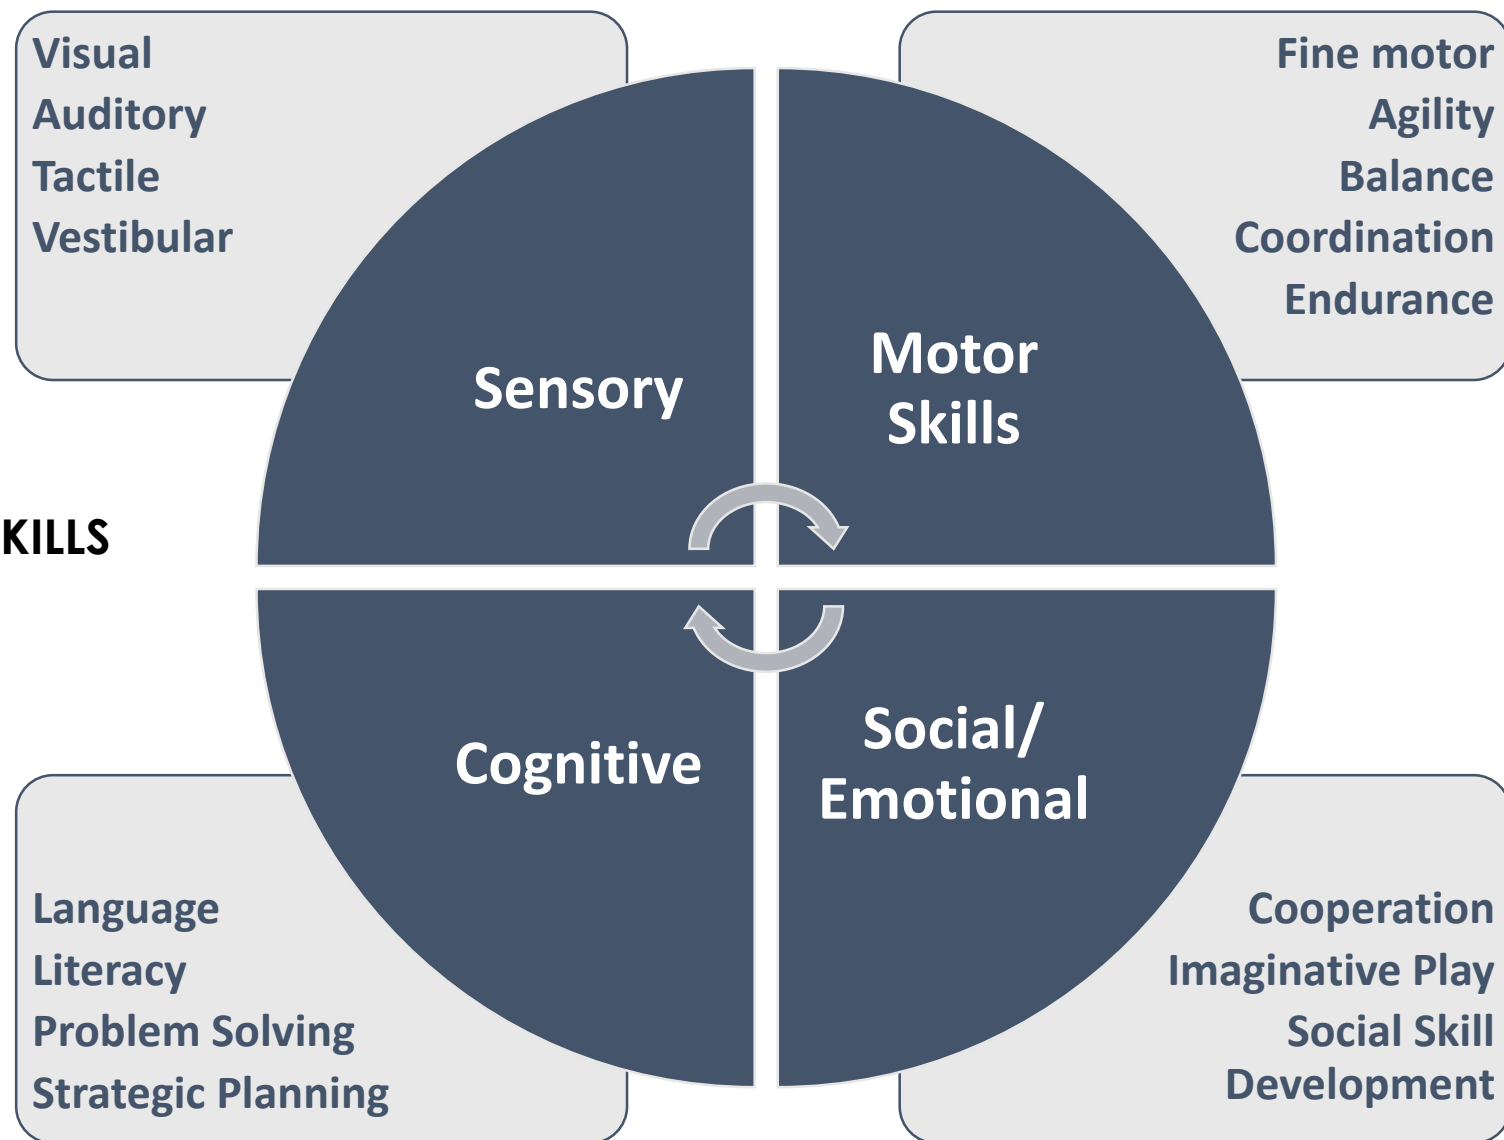 Visual
Auditory
Tactile
Vestibular
Fine motor
Agility
Balance
Coordination
Endurance
Sensory
Motor
Skills
KILLS
Cognitive
Social/
Emotional
Language
Literacy
Problem Solving
Strategic Planning
Cooperation
Imaginative Play
Social Skill
Development